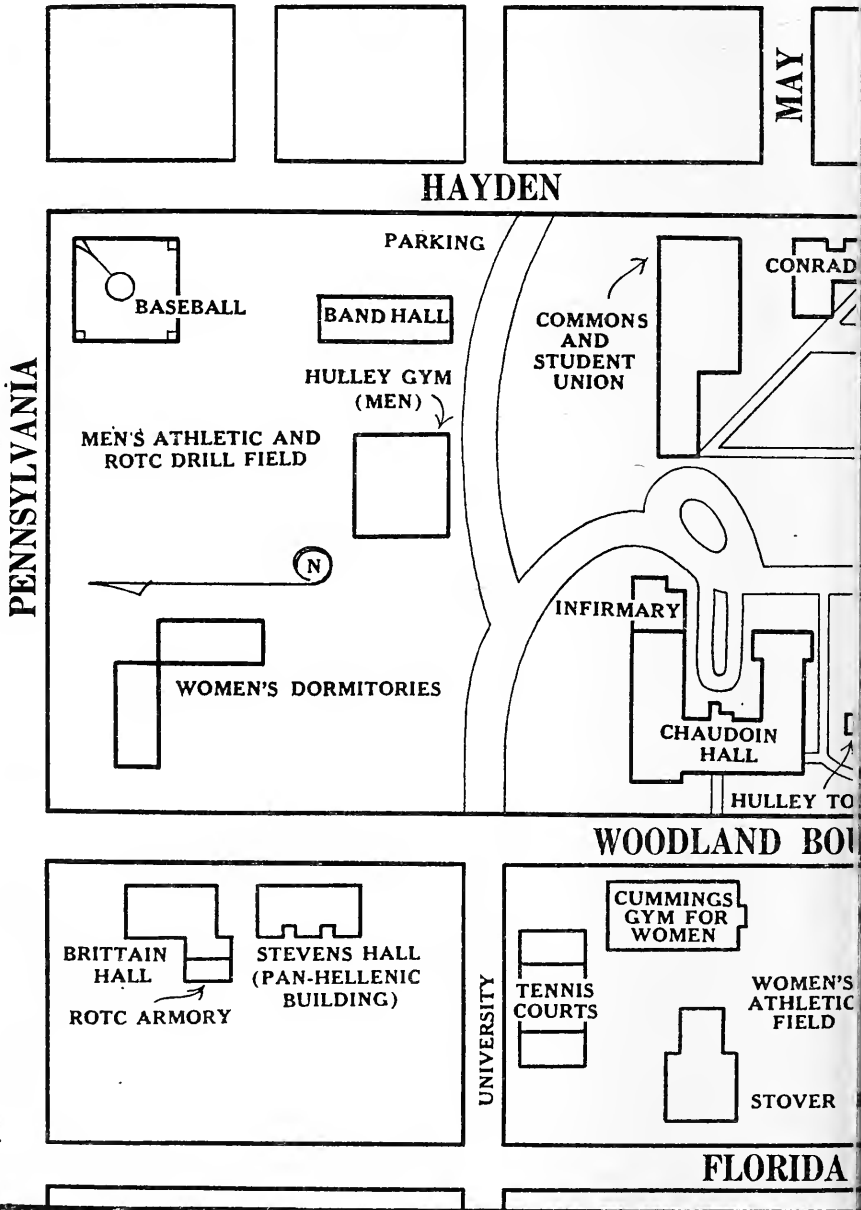 MAY
HAYDEN
PARKING
CONRAD
BASEBALL
BAND HALL
COMMONS
AND
STUDENT
UNION
HULLEY GYM
(MEN)
PENNSYLVANIA
MEN'S ATHLETIC AND
ROTC DRILL FIELD
N
INFIRMARY
WOMEN'S DORMITORIES
CHAUDOIN
HALL
HULLEY TO
WOODLAND BOU
CUMMINGS
GYM FOR
WOMEN
BRITTAIN
HALL
STEVENS HALL
(PAN-HELLENIC
BUILDING)
ROTC ARMORY
UNIVERSITY
TENNIS
COURTS
WOMEN'S
ATHLETIC
FIELD
STOVER
FLORIDA